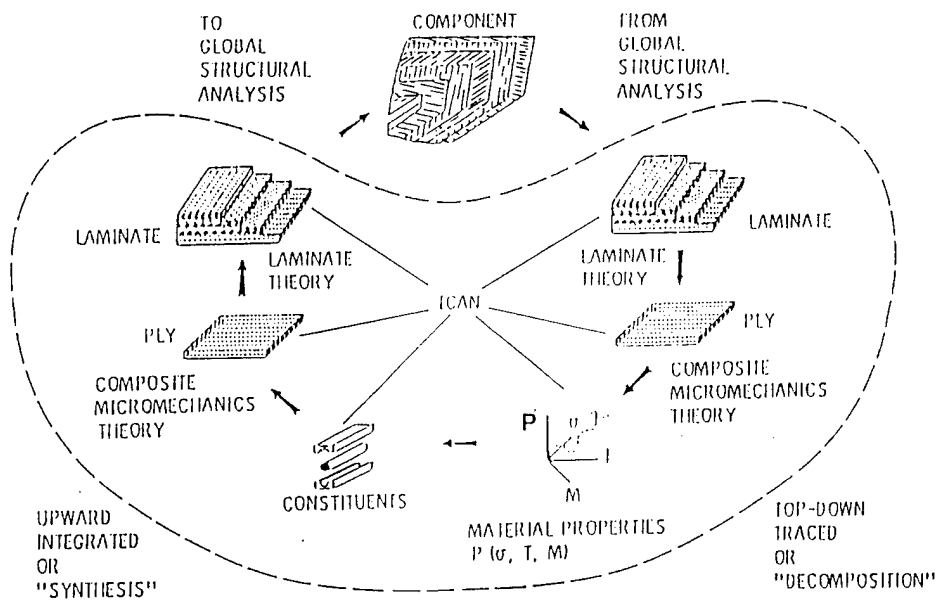 TO
GLOBAL
STRUCTURAL
ANALYSIS
COMPONENT
FROM
GLOBAL
STRUCTURAL
ANALYSIS
LAMINATE
LAMINATE
THEORY
LAMINATE
LAMINATE
THEORY
ICAN
PLY
PLY
COMPOSITE
MICROMECHANICS
THEORY
COMPOSITE
MICROMECHANICS
THEORY
P
σ
T
M
CONSTITUENTS
MATERIAL PROPERTIES
P (σ, T, M)
UPWARD
INTEGRATED
OR
"SYNTHESIS"
TOP-DOWN
TRACED
OR
"DECOMPOSITION"